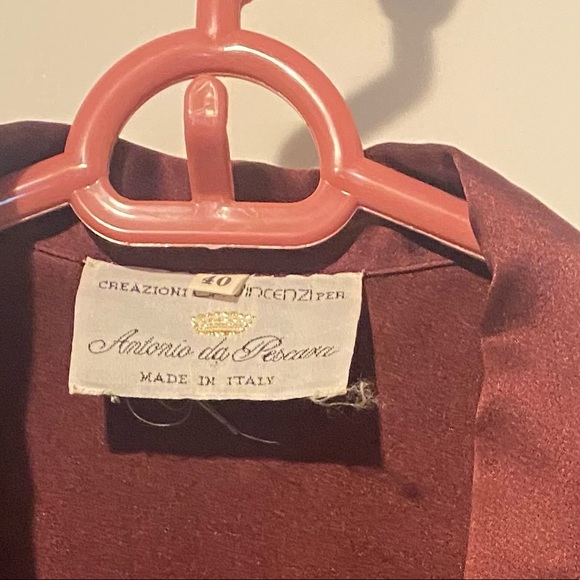 40
CREAZIONI VINCENZI PER
Antonio da Pescara
MADE IN ITALY